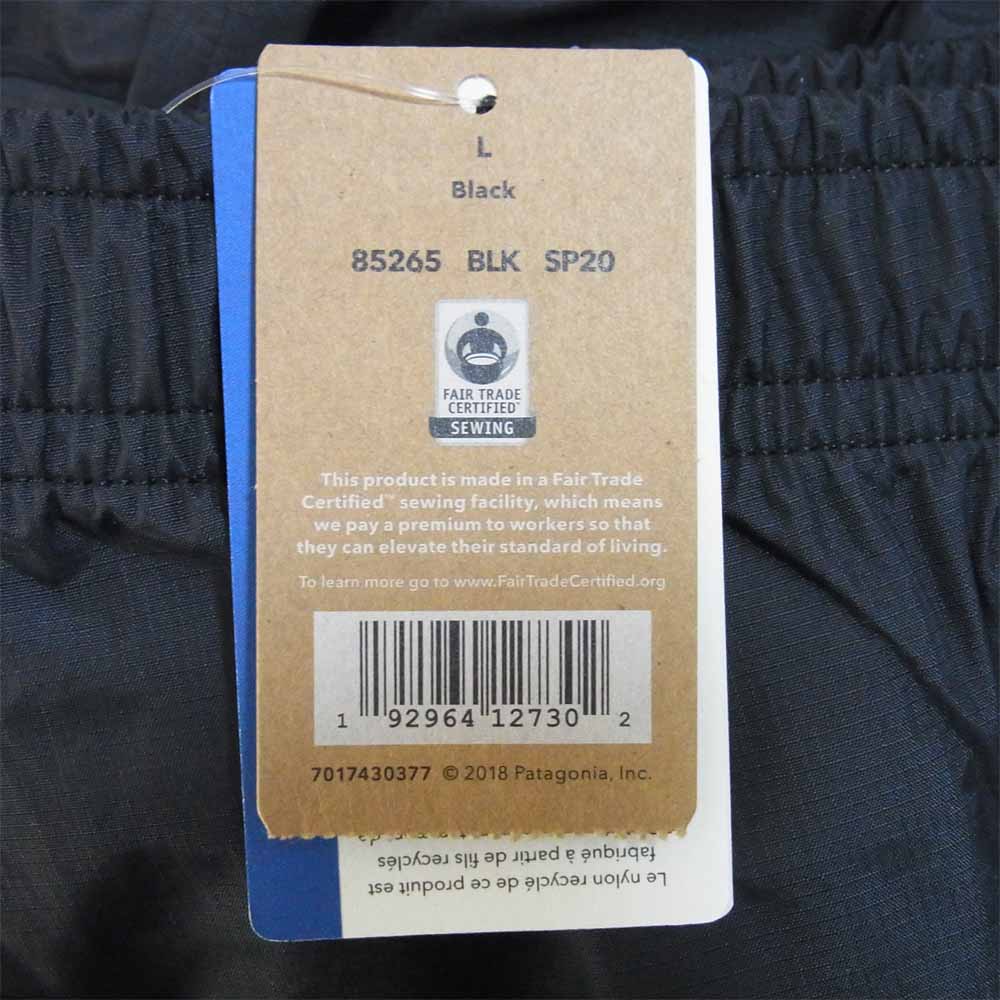 L
Black
85265 BLK SP20
FAIR TRADE
CERTIFIED™
SEWING
This product is made in a Fair Trade
Certified™ sewing facility, which means
we pay a premium to workers so that
they can elevate their standard of living.
To learn more go to www.FairTradeCertified.org
1 92964 12730 2
7017430377 © 2018 Patagonia, Inc.
Le nylon recyclé de ce produit est
fabriqué à partir de fils recyclés